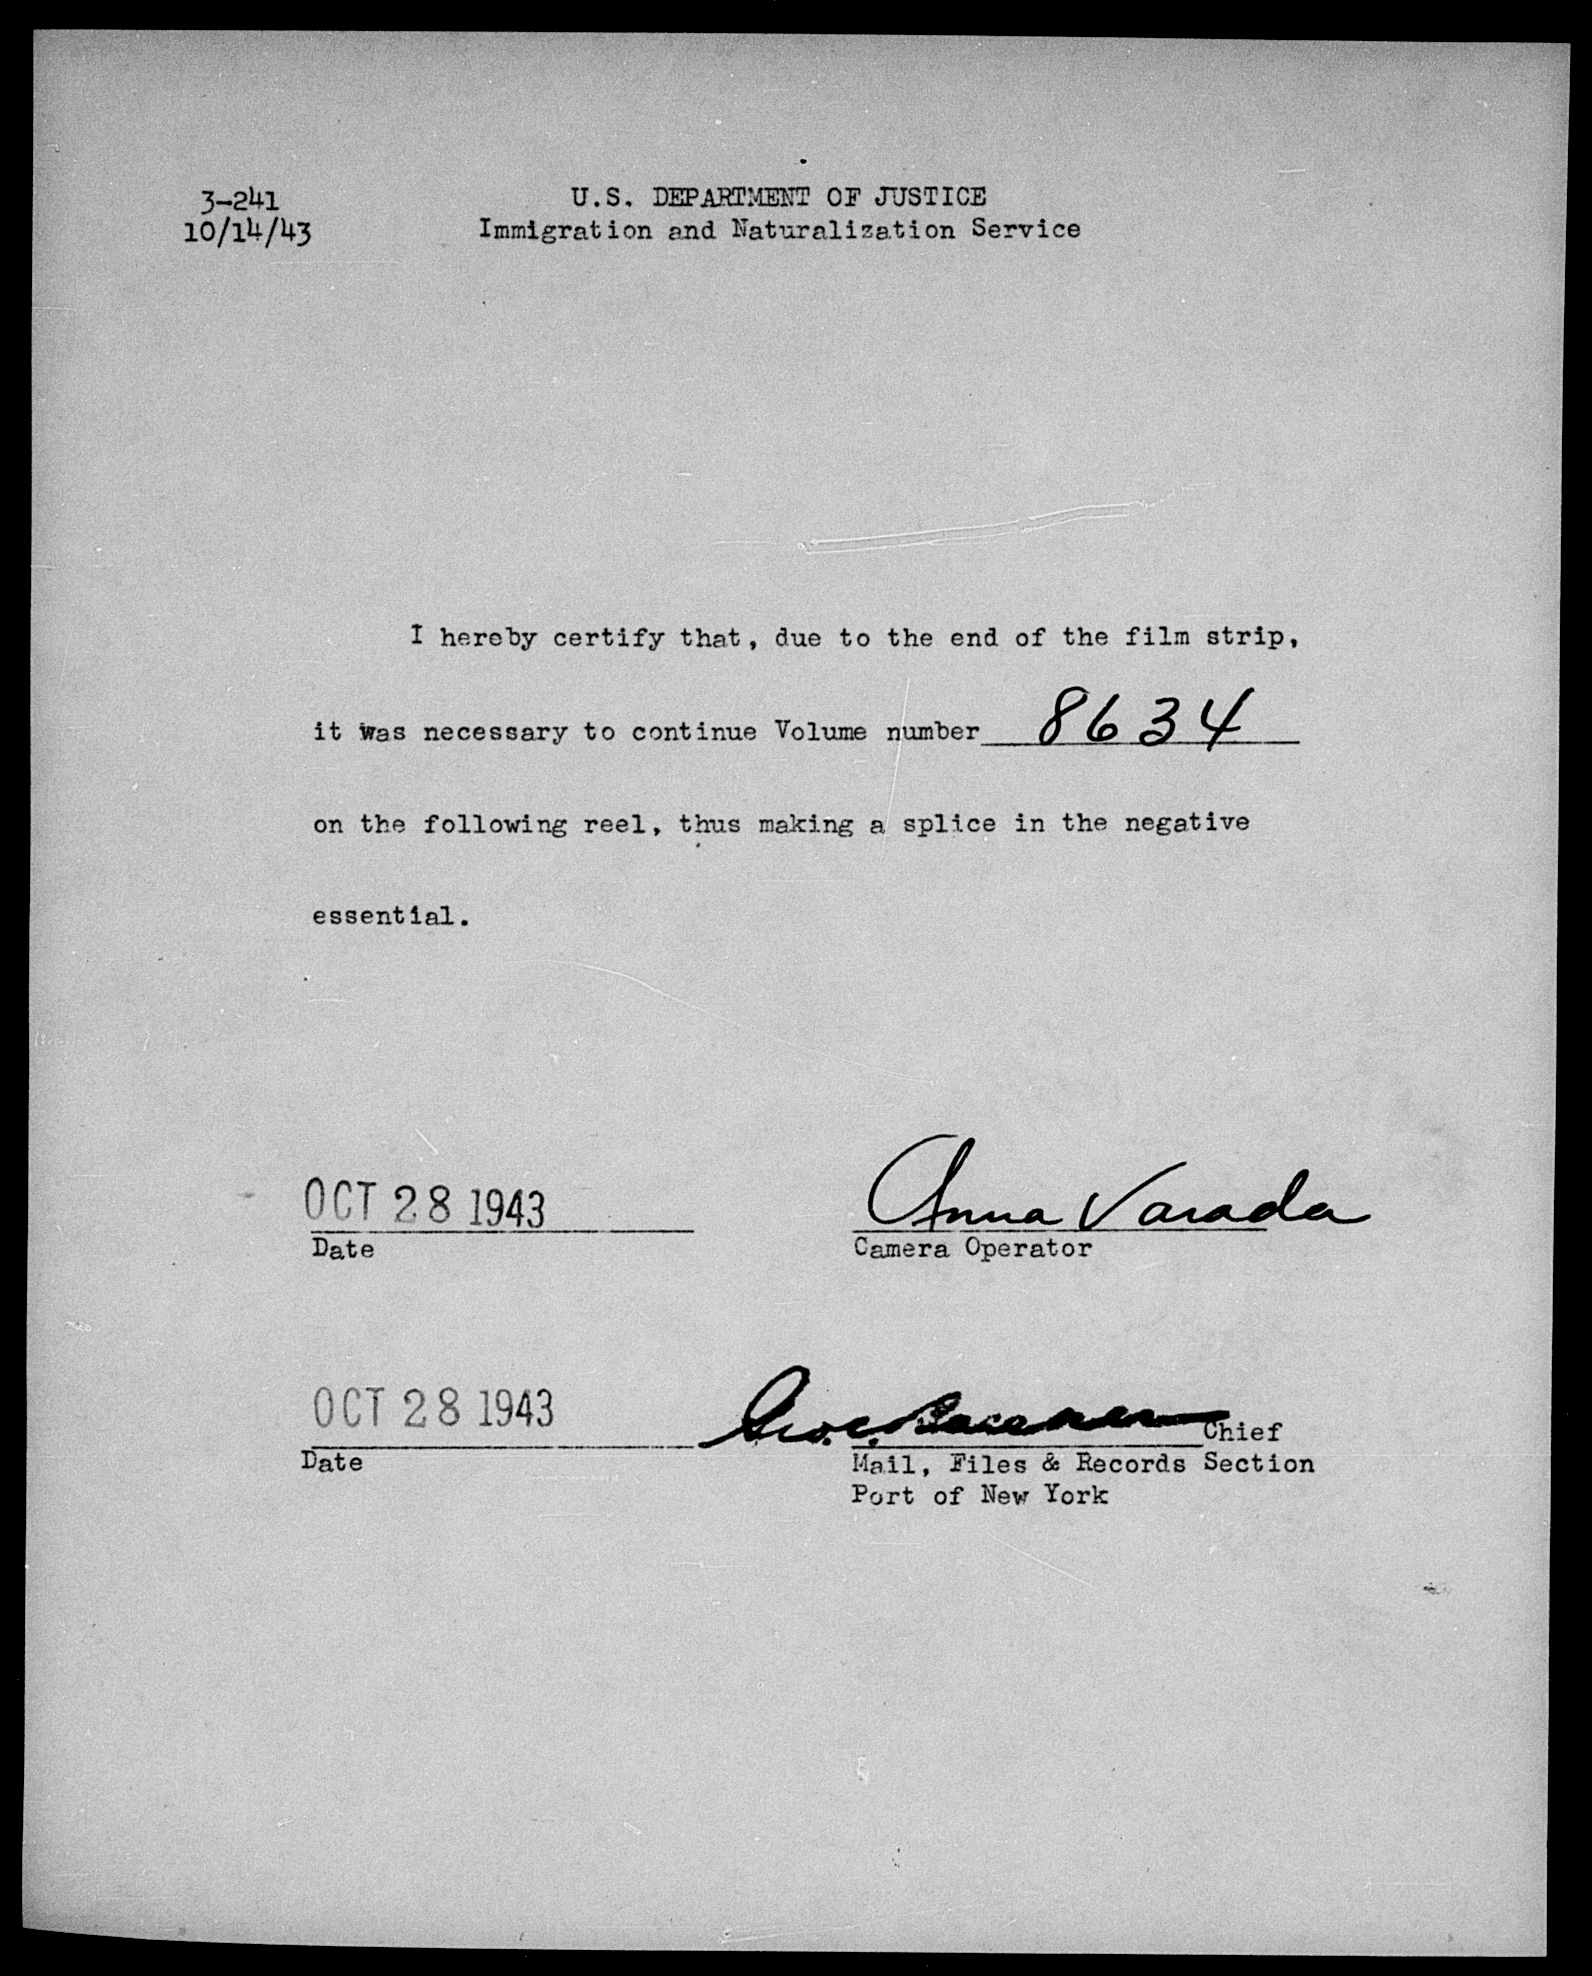 3-241
10/14/43
U.S. DEPARTMENT OF JUSTICE
Immigration and Naturalization Service
I hereby certify that, due to the end of the film strip,
it was necessary to continue Volume number 8634
on the following reel, thus making a splice in the negative
essential.
OCT 28 1943
Date
Anna Varada
Camera Operator
OCT 28 1943
Date
Geo. C.
Chief
Mail, Files & Records Section
Port of New York